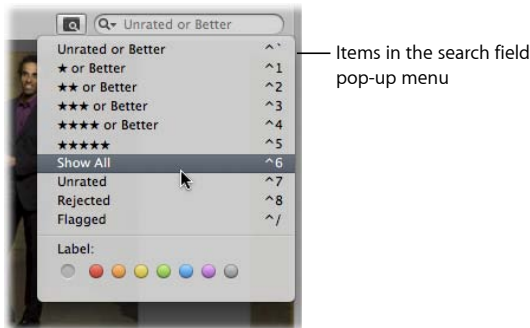 Unrated or Better
Unrated or Better ^`
★ or Better ^1
★★ or Better ^2
★★★ or Better ^3
★★★★ or Better ^4
★★★★★ ^5
Show All ^6
Unrated ^7
Rejected ^8
Flagged ^/
Label:
Items in the search field
pop-up menu